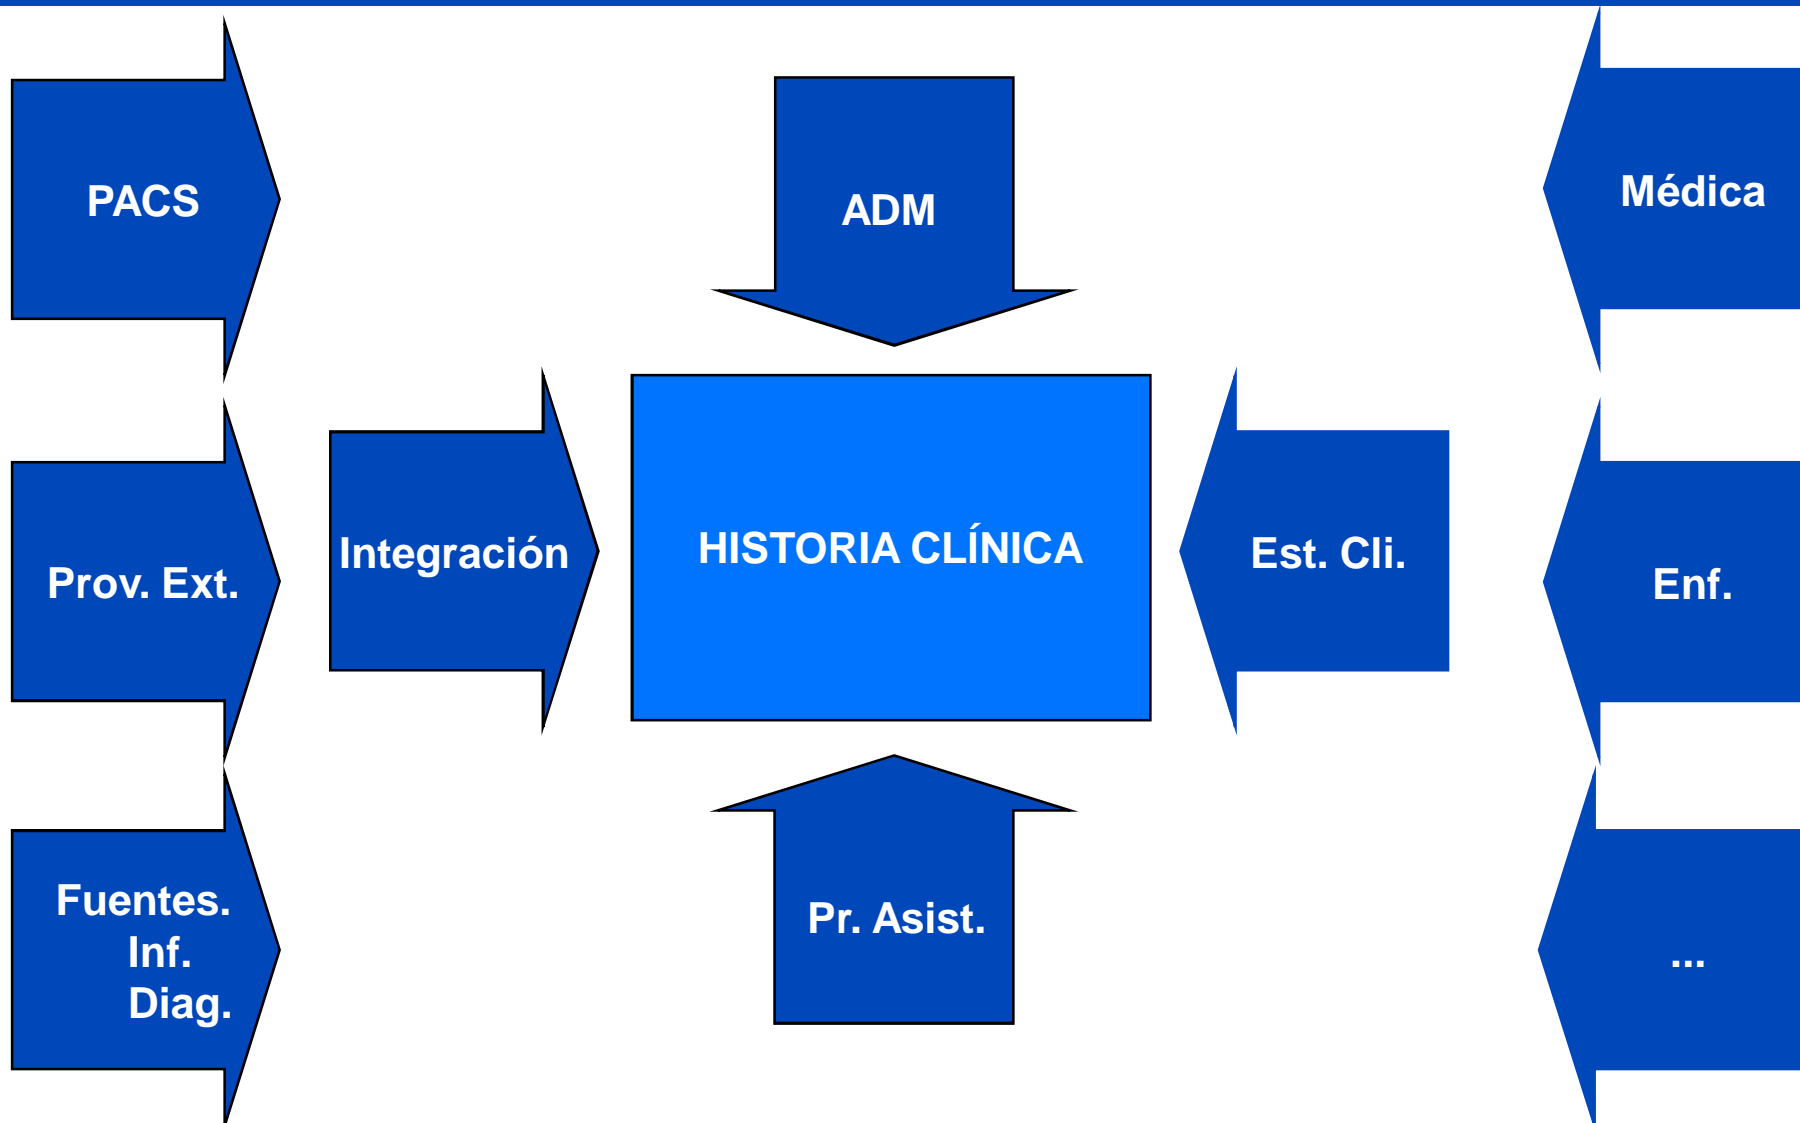 PACS
ADM
Médica
Prov. Ext.
Integración
HISTORIA CLÍNICA
Est. Cli.
Enf.
Fuentes.
Inf.
Diag.
Pr. Asist.
...